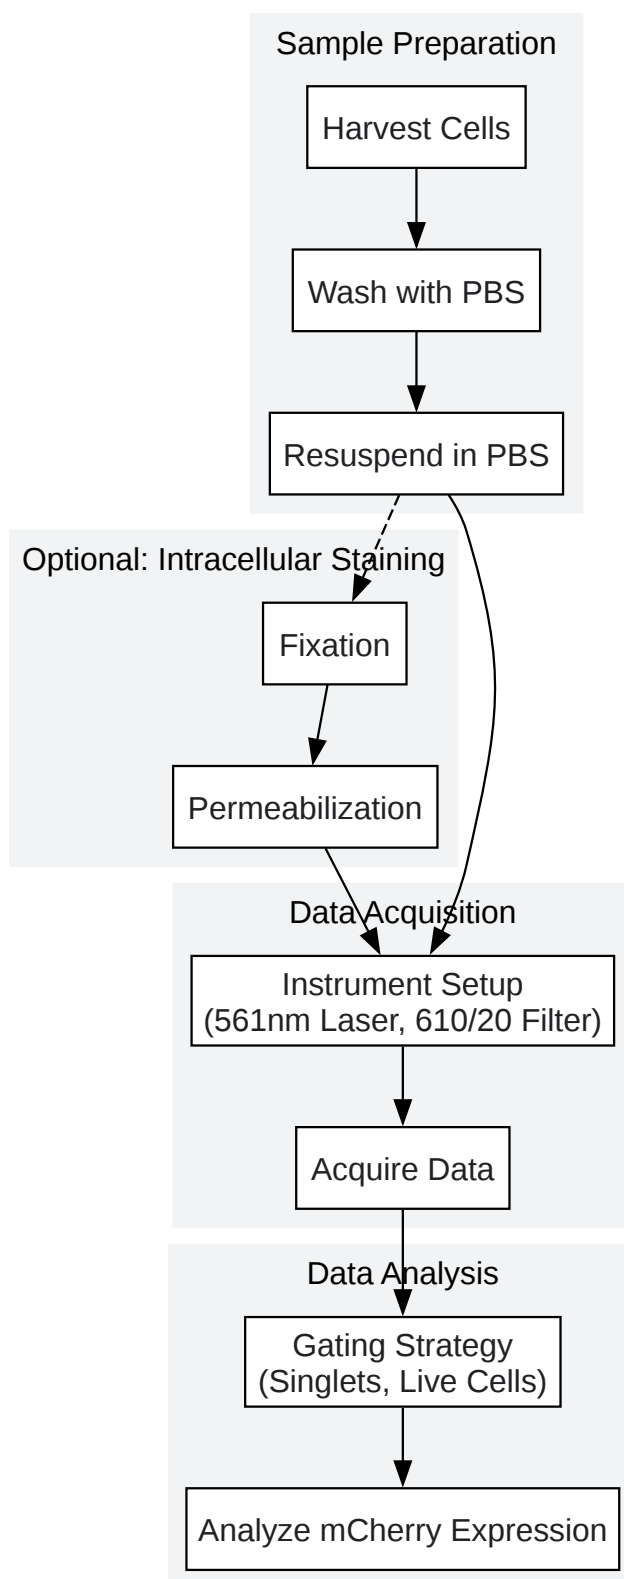 Sample Preparation
Harvest Cells
Wash with PBS
Resuspend in PBS
Optional: Intracellular Staining
Fixation
Permeabilization
Data Acquisition
Instrument Setup
(561nm Laser, 610/20 Filter)
Acquire Data
Data Analysis
Gating Strategy
(Singlets, Live Cells)
Analyze mCherry Expression